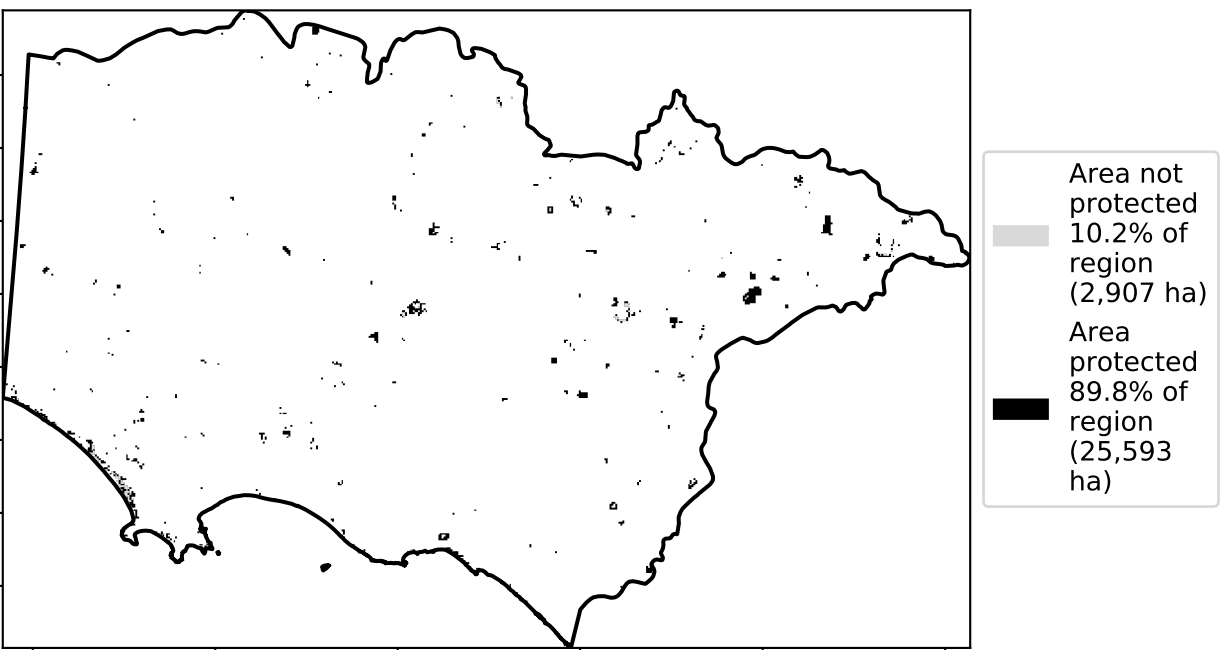 Area not
protected
10.2% of
region
(2,907 ha)
Area
protected
89.8% of
region
(25,593
ha)